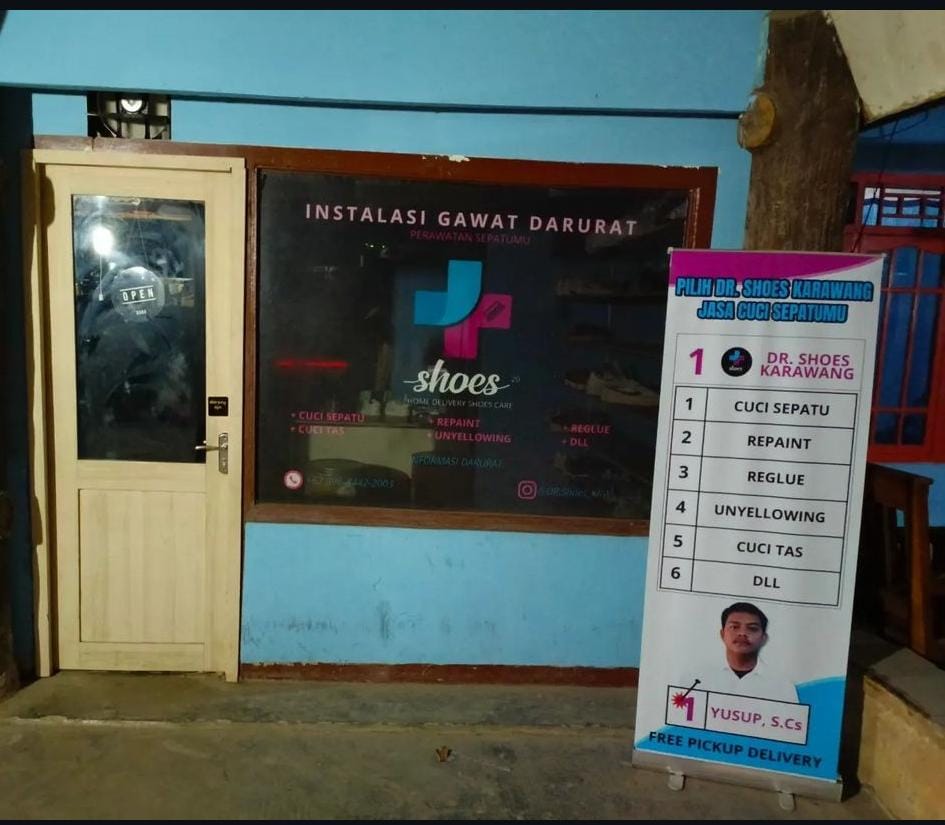 OPEN
INSTALASI GAWAT DARURAT
PERAWATAN SEPATUMU
shoes
HOME DELIVERY SHOES CARE
• CUCI SEPATU
• CUCI TAS
• REPAINT
• UNYELLOWING
• REGLUE
• DLL
INFORMASI DARURAT
PILIH DR. SHOES KARAWANG
JASA CUCI SEPATUMU
1 shoes DR. SHOES
KARAWANG
1 CUCI SEPATU
2 REPAINT
3 REGLUE
4 UNYELLOWING
5 CUCI TAS
6 DLL
1 YUSUP, S.Cs
FREE PICKUP DELIVERY